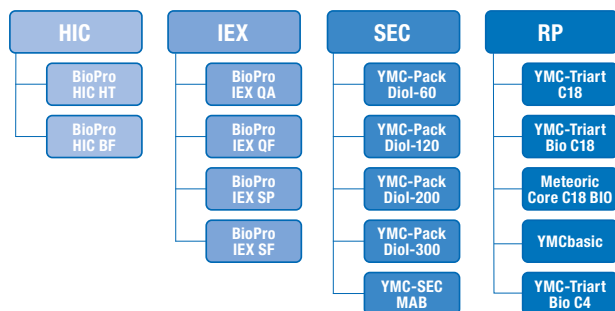 HIC
BioPro
HIC HT
BioPro
HIC BF
IEX
BioPro
IEX QA
BioPro
IEX QF
BioPro
IEX SP
BioPro
IEX SF
SEC
YMC-Pack
Diol-60
YMC-Pack
Diol-120
YMC-Pack
Diol-200
YMC-Pack
Diol-300
YMC-SEC
MAB
RP
YMC-Triart
C18
YMC-Triart
Bio C18
Meteoric
Core C18 BIO
YMCbasic
YMC-Triart
Bio C4